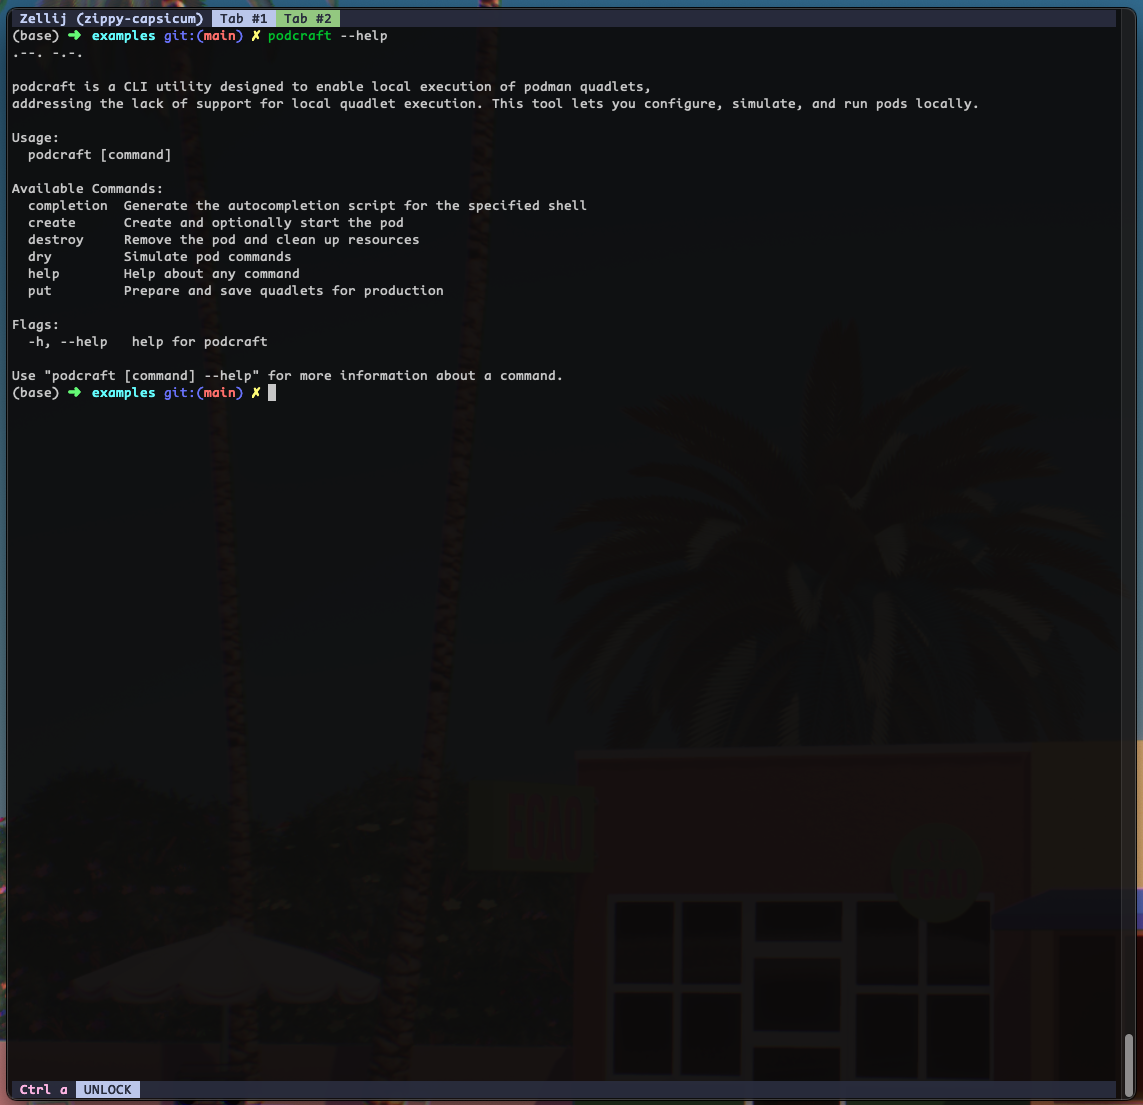 Zellij (zippy-capsicum) Tab #1 Tab #2
(base) ➜ examples git:(main) ✗ podcraft --help
.--. -.-.
podcraft is a CLI utility designed to enable local execution of podman quadlets,
addressing the lack of support for local quadlet execution. This tool lets you configure, simulate, and run pods locally.
Usage:
  podcraft [command]
Available Commands:
  completion  Generate the autocompletion script for the specified shell
  create      Create and optionally start the pod
  destroy     Remove the pod and clean up resources
  dry         Simulate pod commands
  help        Help about any command
  put         Prepare and save quadlets for production
Flags:
  -h, --help   help for podcraft
Use "podcraft [command] --help" for more information about a command.
(base) ➜ examples git:(main) ✗
Ctrl a UNLOCK